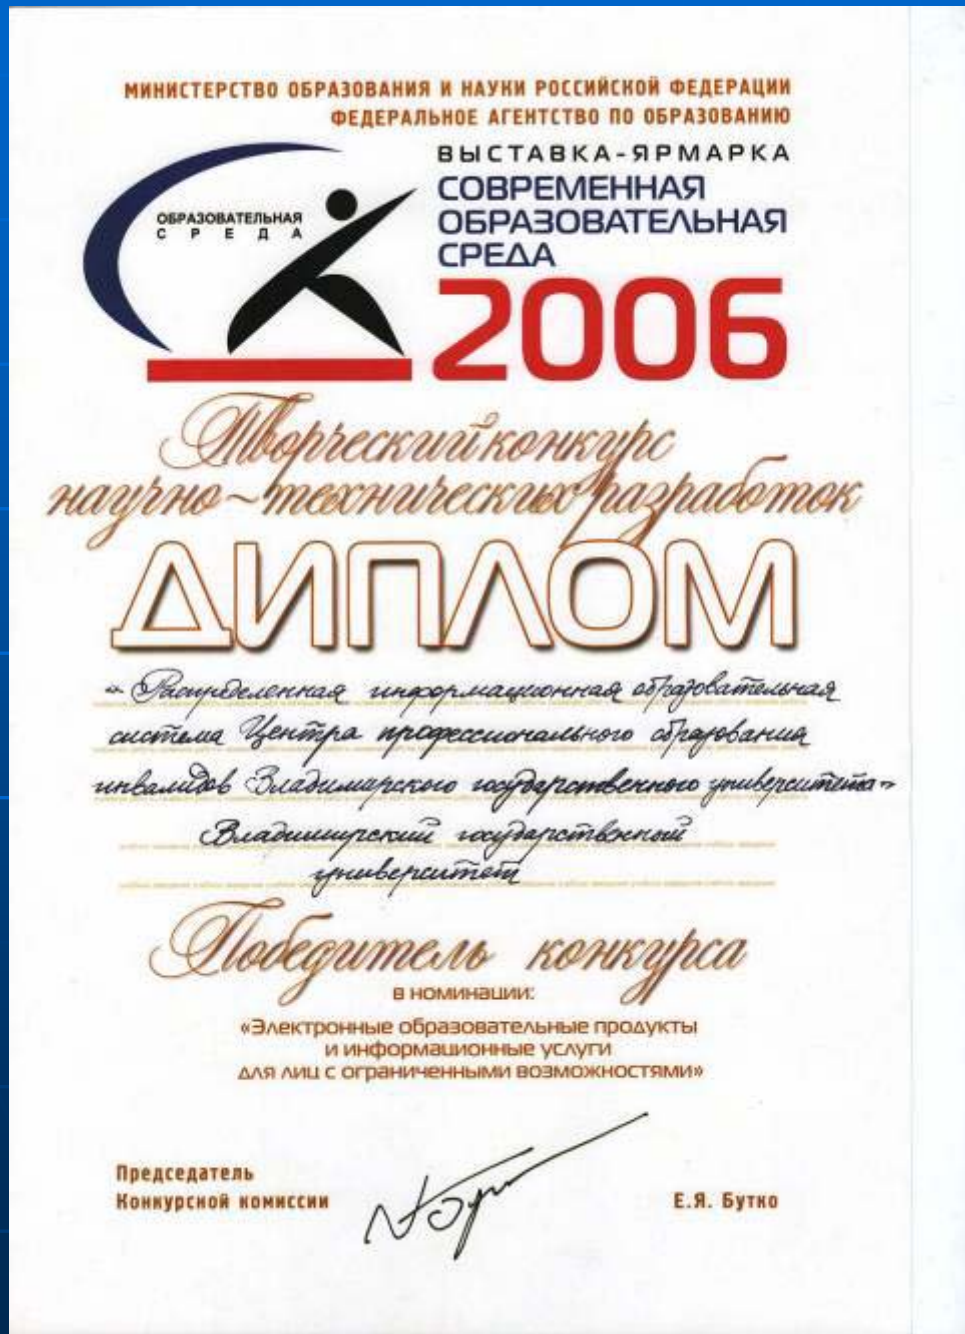 МИНИСТЕРСТВО ОБРАЗОВАНИЯ И НАУКИ РОССИЙСКОЙ ФЕДЕРАЦИИ
ФЕДЕРАЛЬНОЕ АГЕНТСТВО ПО ОБРАЗОВАНИЮ
ВЫСТАВКА-ЯРМАРКА
СОВРЕМЕННАЯ
ОБРАЗОВАТЕЛЬНАЯ
СРЕДА
2006
ОБРАЗОВАТЕЛЬНАЯ
СРЕДА
Творческий конкурс
научно-технических разработок
ДИПЛОМ
«Распределенная информационная образовательная
система Центра профессионального образования
инвалидов Владимирского государственного университета»
Владимирский государственный
университет
Победитель конкурса
в номинации:
«Электронные образовательные продукты
и информационные услуги
для лиц с ограниченными возможностями»
Председатель
Конкурсной комиссии
Е.Я. Бутко